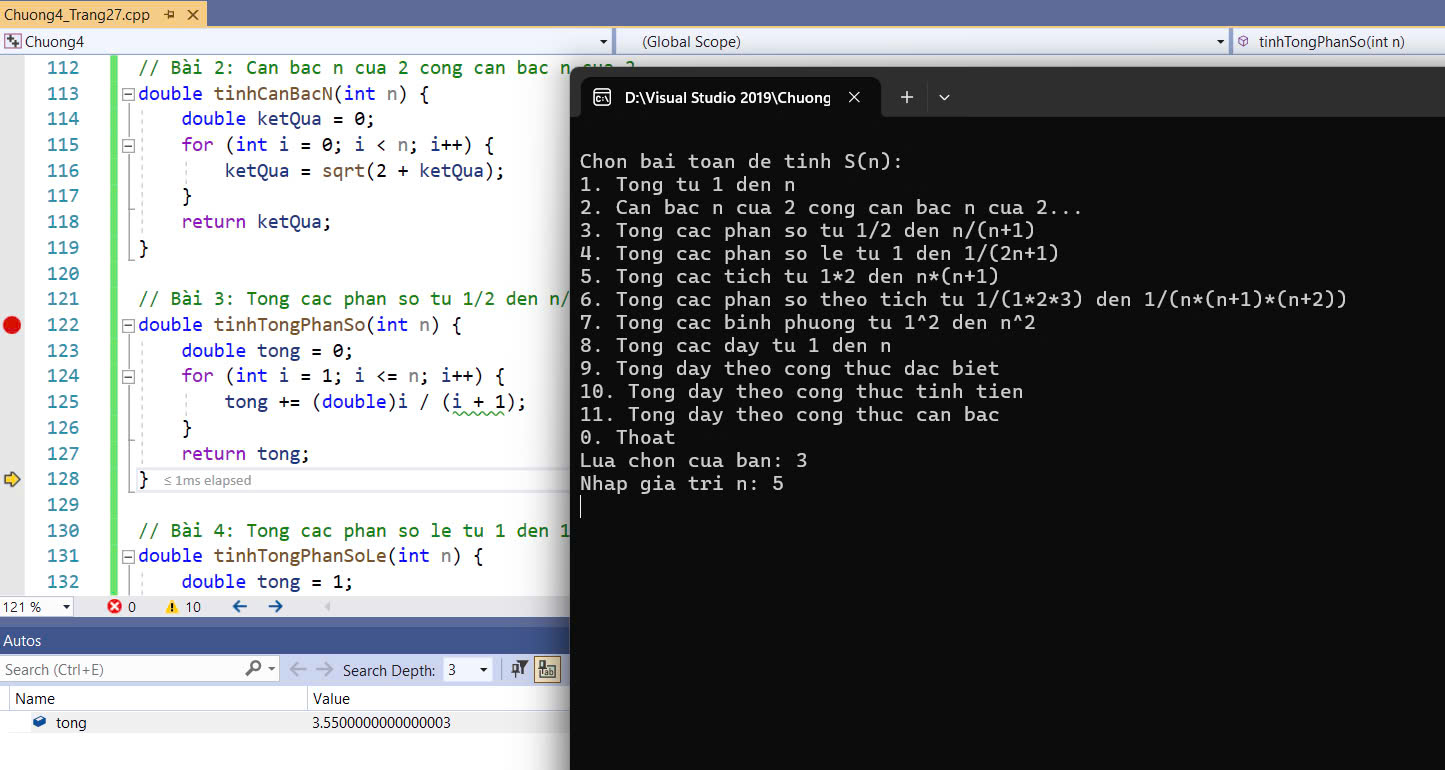 Chuong4_Trang27.cpp
Chuong4
(Global Scope)
tinhTongPhanSo(int n)
112 // Bài 2: Can bac n cua 2 cong can bac n cua 2
113 double tinhCanBacN(int n) {
114 double ketQua = 0;
115 for (int i = 0; i < n; i++) {
116 ketQua = sqrt(2 + ketQua);
117 }
118 return ketQua;
119 }
120
121 // Bài 3: Tong cac phan so tu 1/2 den n/
122 double tinhTongPhanSo(int n) {
123 double tong = 0;
124 for (int i = 1; i <= n; i++) {
125 tong += (double)i / (i + 1);
126 }
127 return tong;
128 } ≤ 1ms elapsed
129
130 // Bài 4: Tong cac phan so le tu 1 den 1
131 double tinhTongPhanSoLe(int n) {
132 double tong = 1;
121 %
0
10
Autos
Search (Ctrl+E)
Search Depth: 3
Name Value
tong 3.5500000000000003
D:\Visual Studio 2019\Chuong
Chon bai toan de tinh S(n):
1. Tong tu 1 den n
2. Can bac n cua 2 cong can bac n cua 2...
3. Tong cac phan so tu 1/2 den n/(n+1)
4. Tong cac phan so le tu 1 den 1/(2n+1)
5. Tong cac tich tu 1*2 den n*(n+1)
6. Tong cac phan so theo tich tu 1/(1*2*3) den 1/(n*(n+1)*(n+2))
7. Tong cac binh phuong tu 1^2 den n^2
8. Tong cac day tu 1 den n
9. Tong day theo cong thuc dac biet
10. Tong day theo cong thuc tinh tien
11. Tong day theo cong thuc can bac
0. Thoat
Lua chon cua ban: 3
Nhap gia tri n: 5